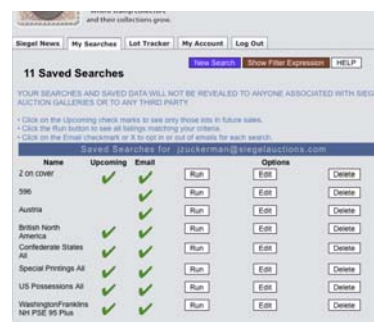 and their collections grow.
Siegel News My Searches Lot Tracker My Account Log Out
New Search Show Filter Expression HELP
11 Saved Searches
YOUR SEARCHES AND SAVED DATA WILL NOT BE REVEALED TO ANYONE ASSOCIATED WITH SIEG
AUCTION GALLERIES OR TO ANY THIRD PARTY
• Click on the Upcoming check marks to see only those lots in future sales.
• Click the Run button to see all listings matching your criteria.
• Click on the Email checkmark or X to opt in or out of emails for each search.
Saved Searches for jzuckerman@siegelauctions.com
Name Upcoming Email Options
2 on cover Run Edit Delete
596 Run Edit Delete
Austria Run Edit Delete
British North
America Run Edit Delete
Confederate States
All Run Edit Delete
Special Printings All Run Edit Delete
US Possessions All Run Edit Delete
WashingtonFranklins
NH PSE 95 Plus Run Edit Delete